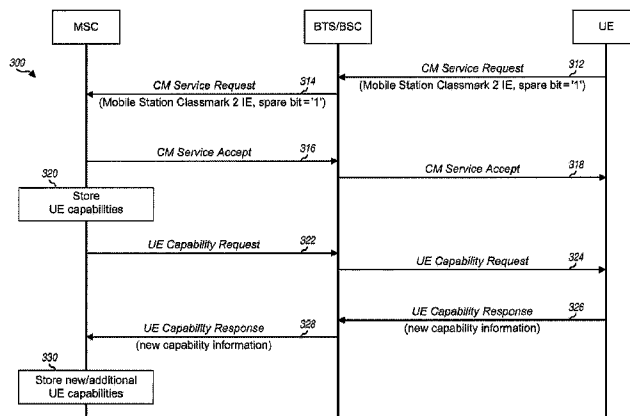 MSC
BTS/BSC
UE
300
CM Service Request
312
(Mobile Station Classmark 2 IE, spare bit = '1')
CM Service Request
314
(Mobile Station Classmark 2 IE, spare bit = '1')
CM Service Accept
316
CM Service Accept
318
320
Store
UE capabilities
UE Capability Request
322
UE Capability Request
324
UE Capability Response
326
(new capability information)
UE Capability Response
328
(new capability information)
330
Store new/additional
UE capabilities